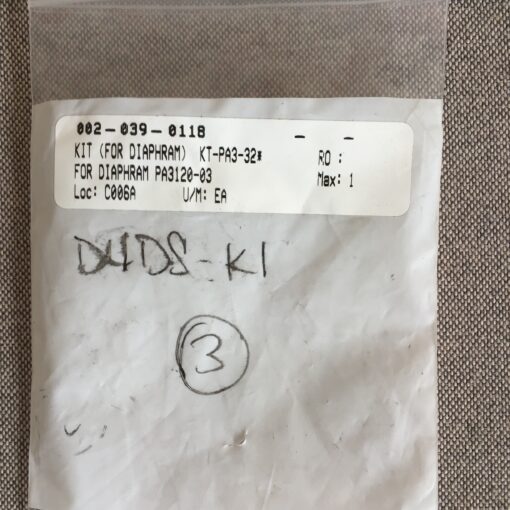 002-039-0118 - -
KIT (FOR DIAPHRAM) KT-PA3-32* RO :
FOR DIAPHRAM PA3120-03 Max: 1
Loc: C006A U/M: EA
D4DS-K1
3